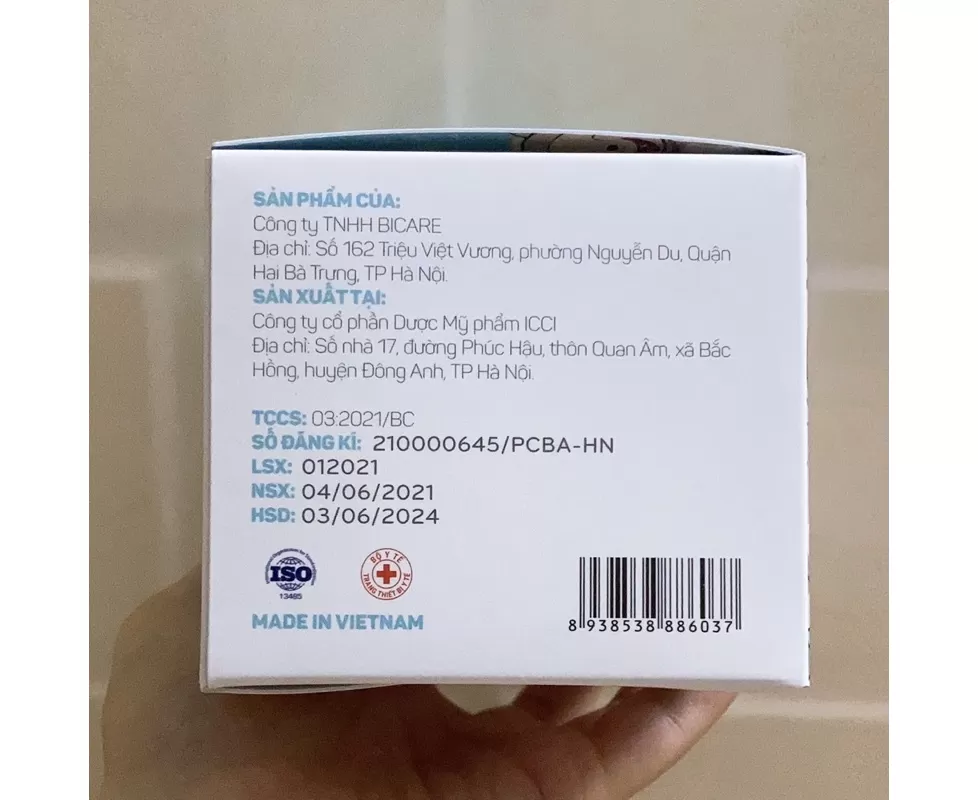 SẢN PHẨM CỦA:
Công ty TNHH BICARE
Địa chỉ: Số 162 Triệu Việt Vương, phường Nguyễn Du, Quận
Hai Bà Trưng, TP Hà Nội.
SẢN XUẤT TẠI:
Công ty cổ phần Dược Mỹ phẩm ICCI
Địa chỉ: Số nhà 17, đường Phúc Hậu, thôn Quan Âm, xã Bắc
Hồng, huyện Đông Anh, TP Hà Nội.
TCCS: 03:2021/BC
SỐ ĐĂNG KÍ: 210000645/PCBA-HN
LSX: 012021
NSX: 04/06/2021
HSD: 03/06/2024
ISO
13485
BỘ Y TẾ
TRANG THIẾT BỊ Y TẾ
MADE IN VIETNAM
8 938538 886037